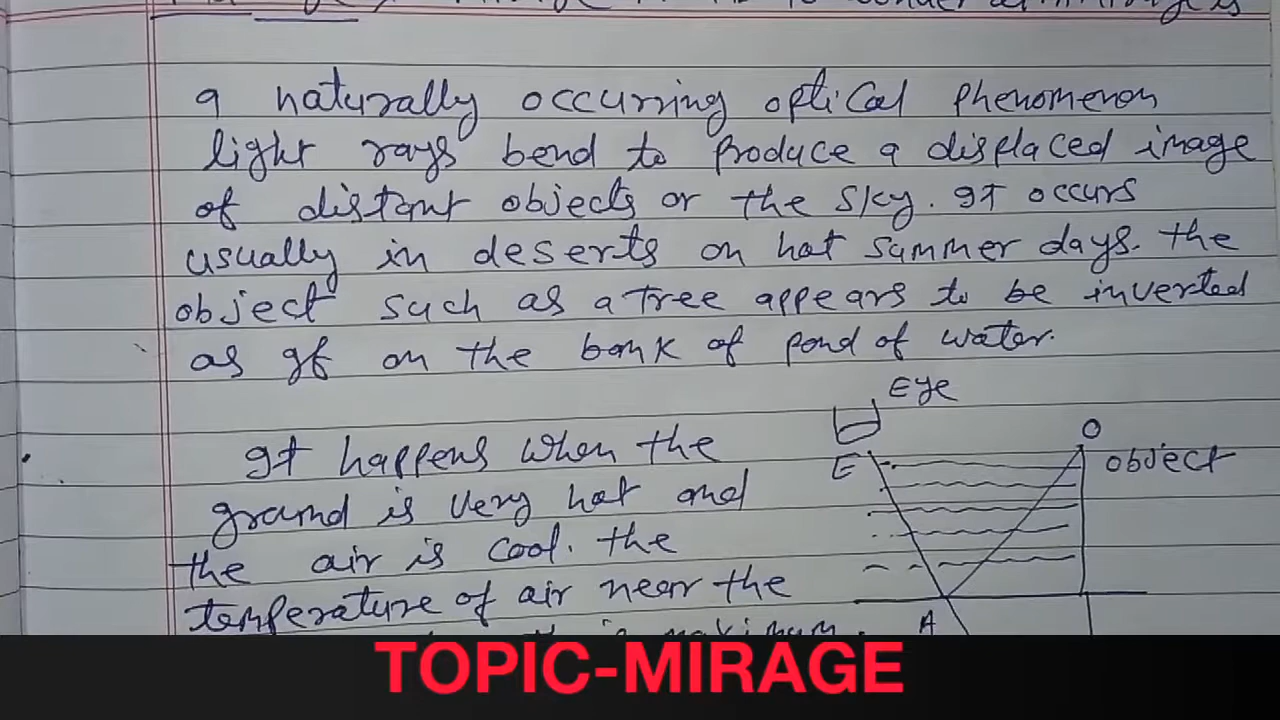 a naturally occurring optical phenomenon
light rays bend to produce a displaced image
of distant objects or the sky. It occurs
usually in deserts on hot summer days. the
object such as a Tree appears to be inverted
as if on the bank of pond of water.
Eye
O
It happens when the
E
object
ground is very hot and
the air is cool. the
temperature of air near the
A
is maximum.
TOPIC-MIRAGE